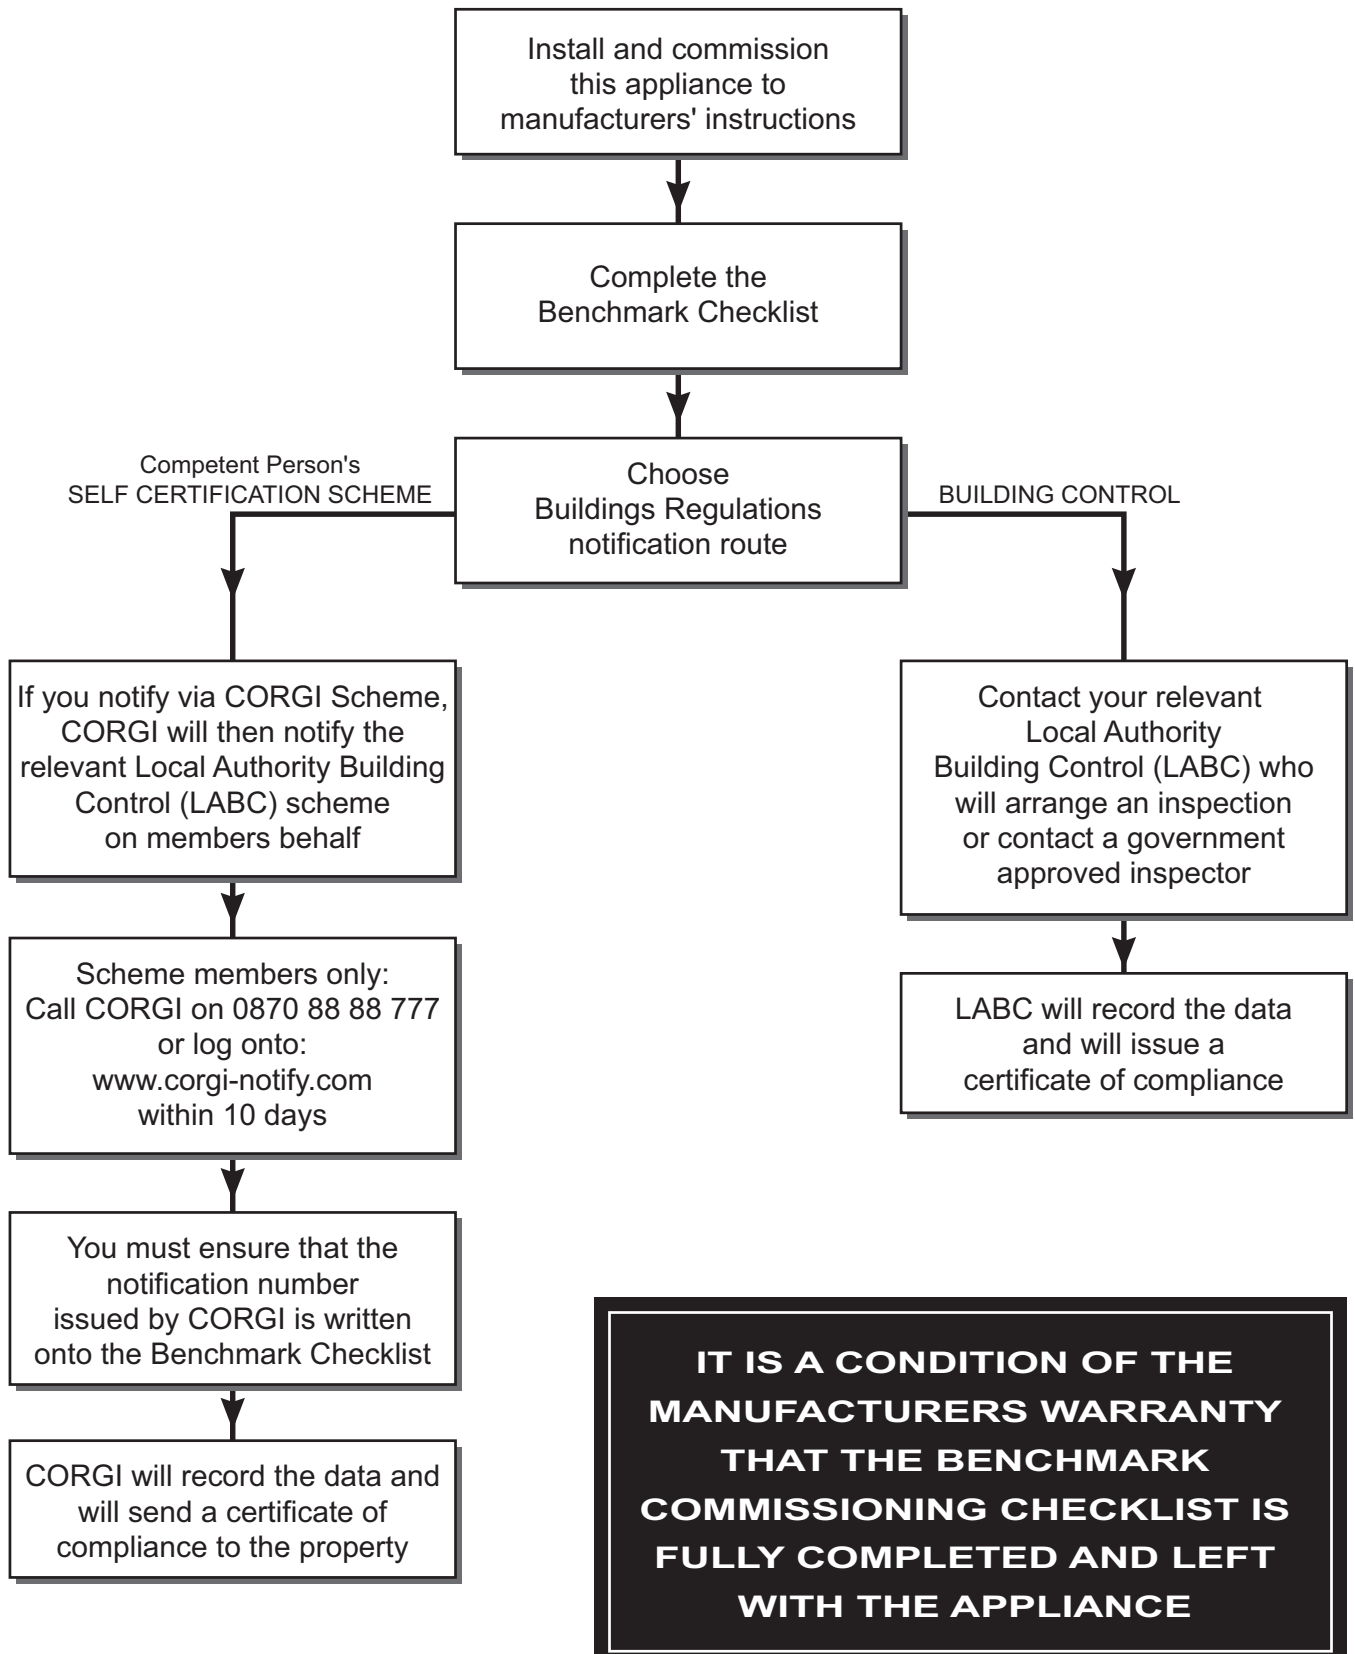 Install and commission
this appliance to
manufacturers' instructions
Complete the
Benchmark Checklist
Choose
Buildings Regulations
notification route
Competent Person's
SELF CERTIFICATION SCHEME
BUILDING CONTROL
If you notify via CORGI Scheme,
CORGI will then notify the
relevant Local Authority Building
Control (LABC) scheme
on members behalf
Scheme members only:
Call CORGI on 0870 88 88 777
or log onto:
www.corgi-notify.com
within 10 days
You must ensure that the
notification number
issued by CORGI is written
onto the Benchmark Checklist
CORGI will record the data and
will send a certificate of
compliance to the property
Contact your relevant
Local Authority
Building Control (LABC) who
will arrange an inspection
or contact a government
approved inspector
LABC will record the data
and will issue a
certificate of compliance
IT IS A CONDITION OF THE
MANUFACTURERS WARRANTY
THAT THE BENCHMARK
COMMISSIONING CHECKLIST IS
FULLY COMPLETED AND LEFT
WITH THE APPLIANCE